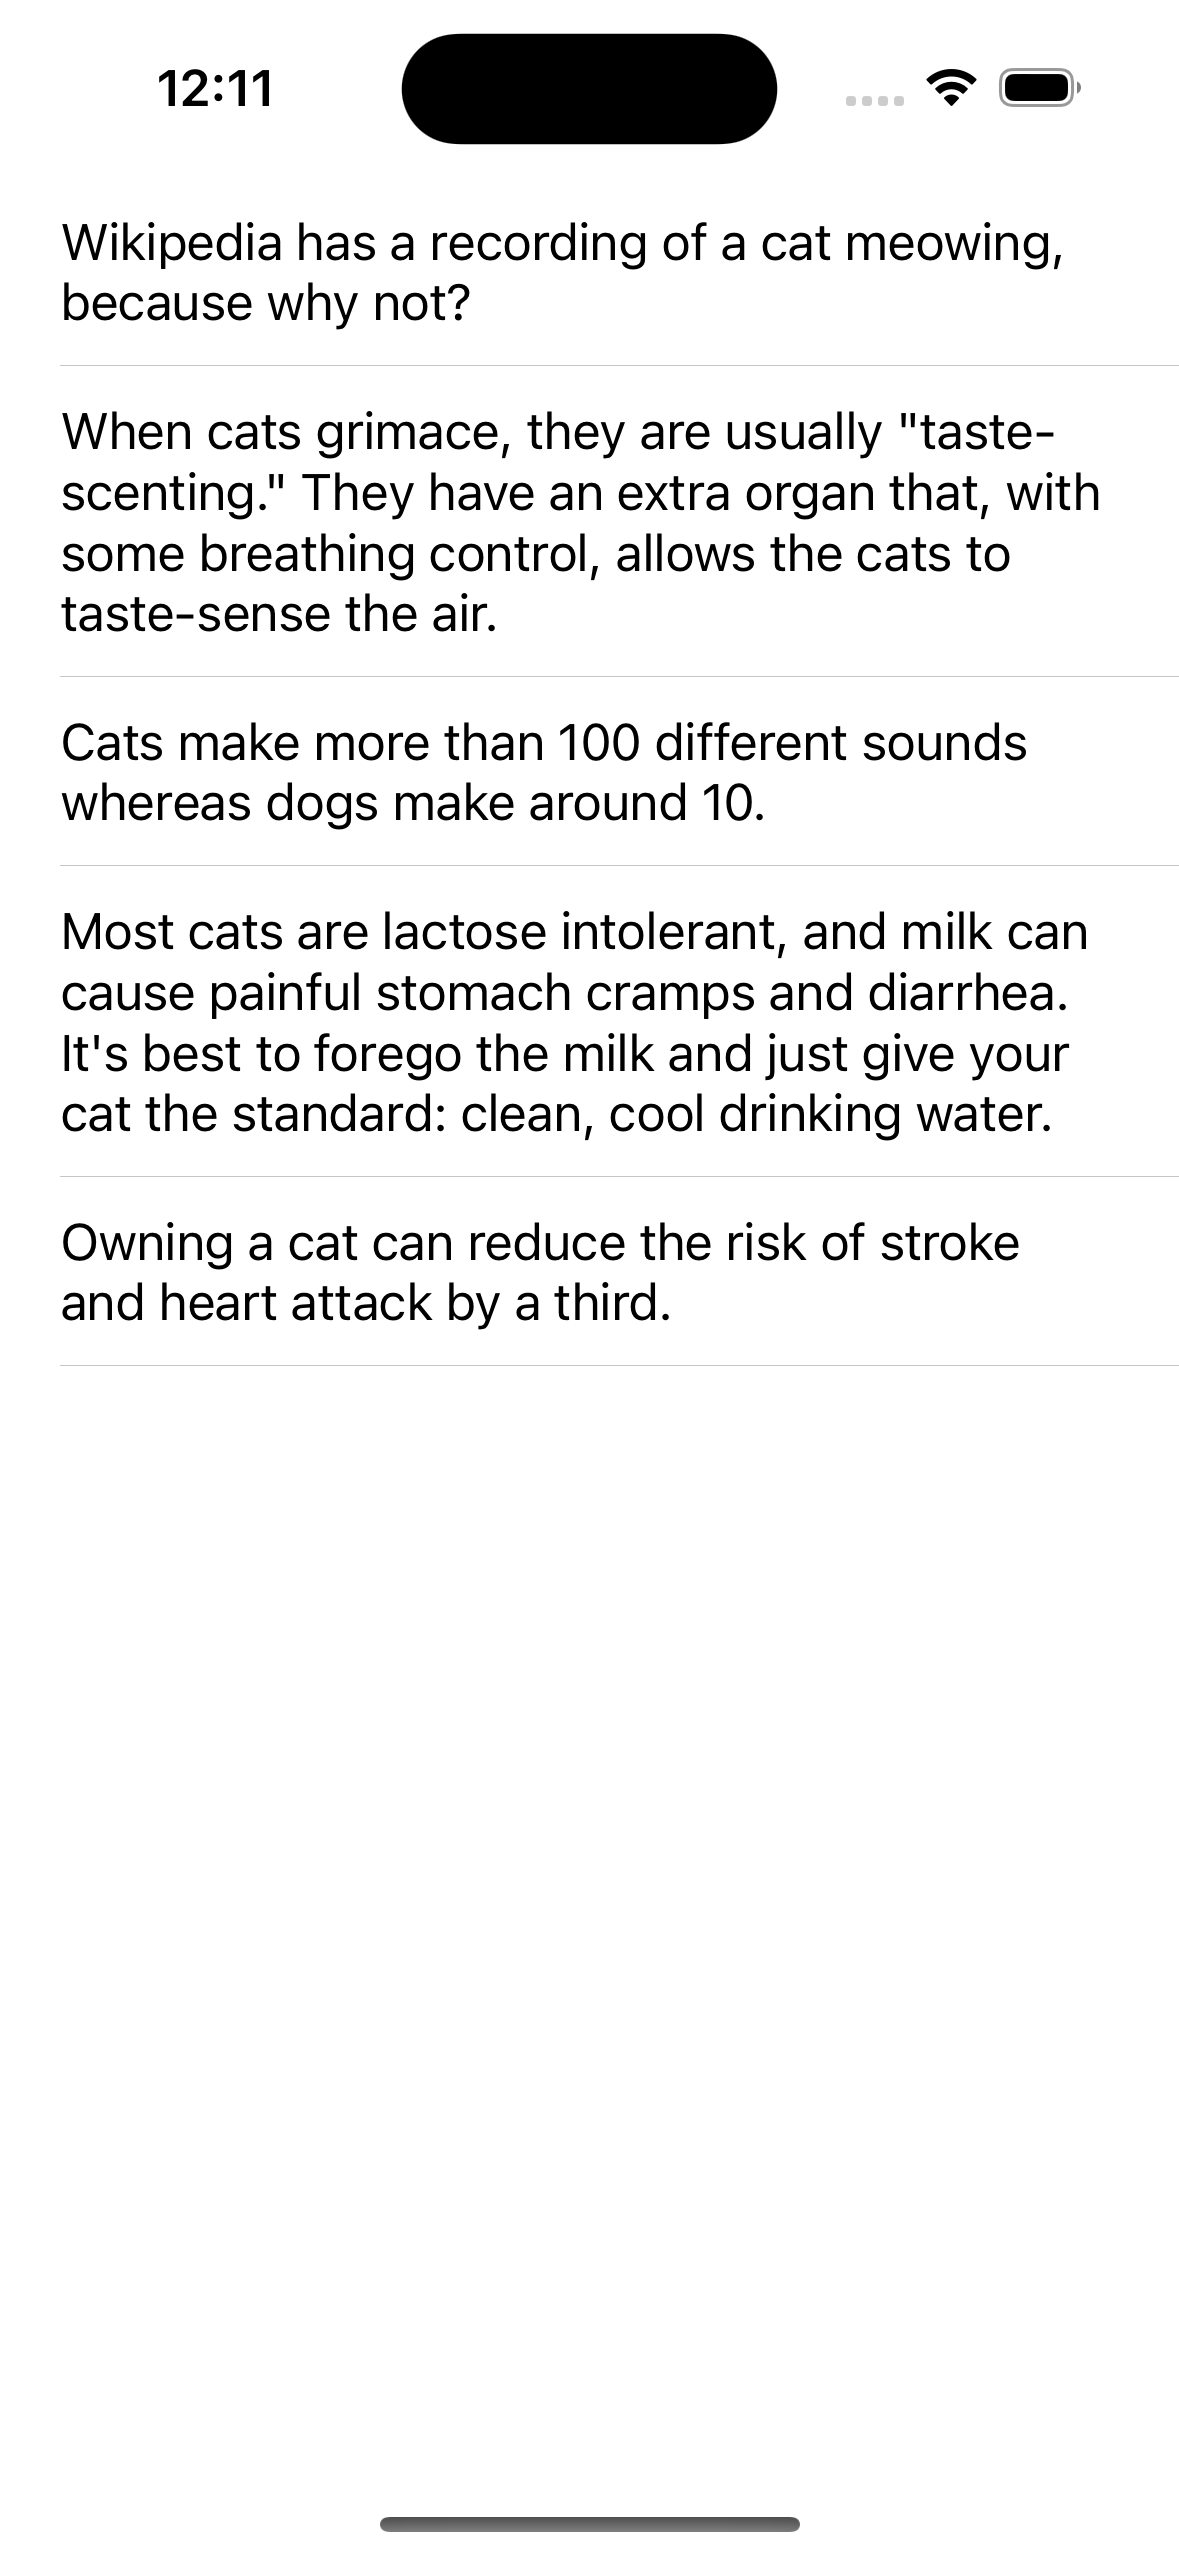 12:11
Wikipedia has a recording of a cat meowing,
because why not?
When cats grimace, they are usually "taste-
scenting." They have an extra organ that, with
some breathing control, allows the cats to
taste-sense the air.
Cats make more than 100 different sounds
whereas dogs make around 10.
Most cats are lactose intolerant, and milk can
cause painful stomach cramps and diarrhea.
It's best to forego the milk and just give your
cat the standard: clean, cool drinking water.
Owning a cat can reduce the risk of stroke
and heart attack by a third.